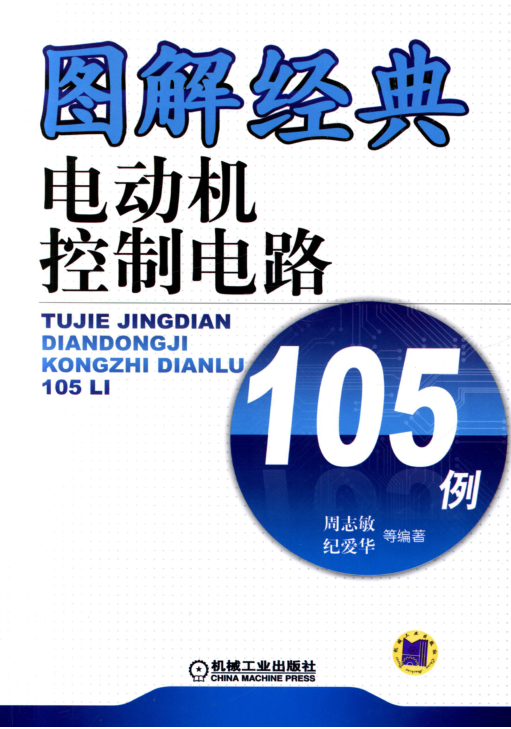 图解经典
电动机
控制电路
TUJIE JINGDIAN
DIANDONGJI
KONGZHI DIANLU
105 LI
105
例
周志敏
纪爱华
等编著
机械工业出版社
CHINA MACHINE PRESS